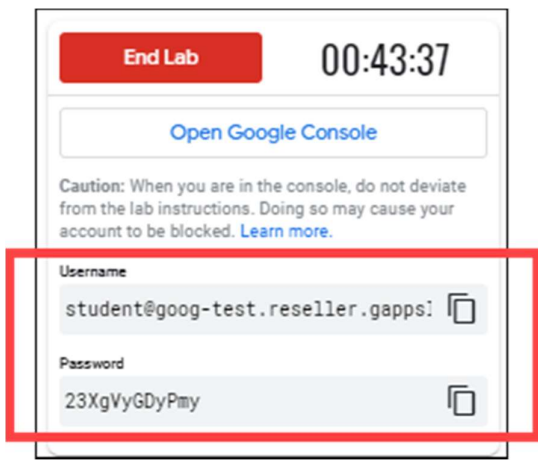 End Lab
00:43:37
Open Google Console
Caution: When you are in the console, do not deviate
from the lab instructions. Doing so may cause your
account to be blocked. Learn more.
Username
student@goog-test.reseller.gapps
Password
23XgVyGDyPmy